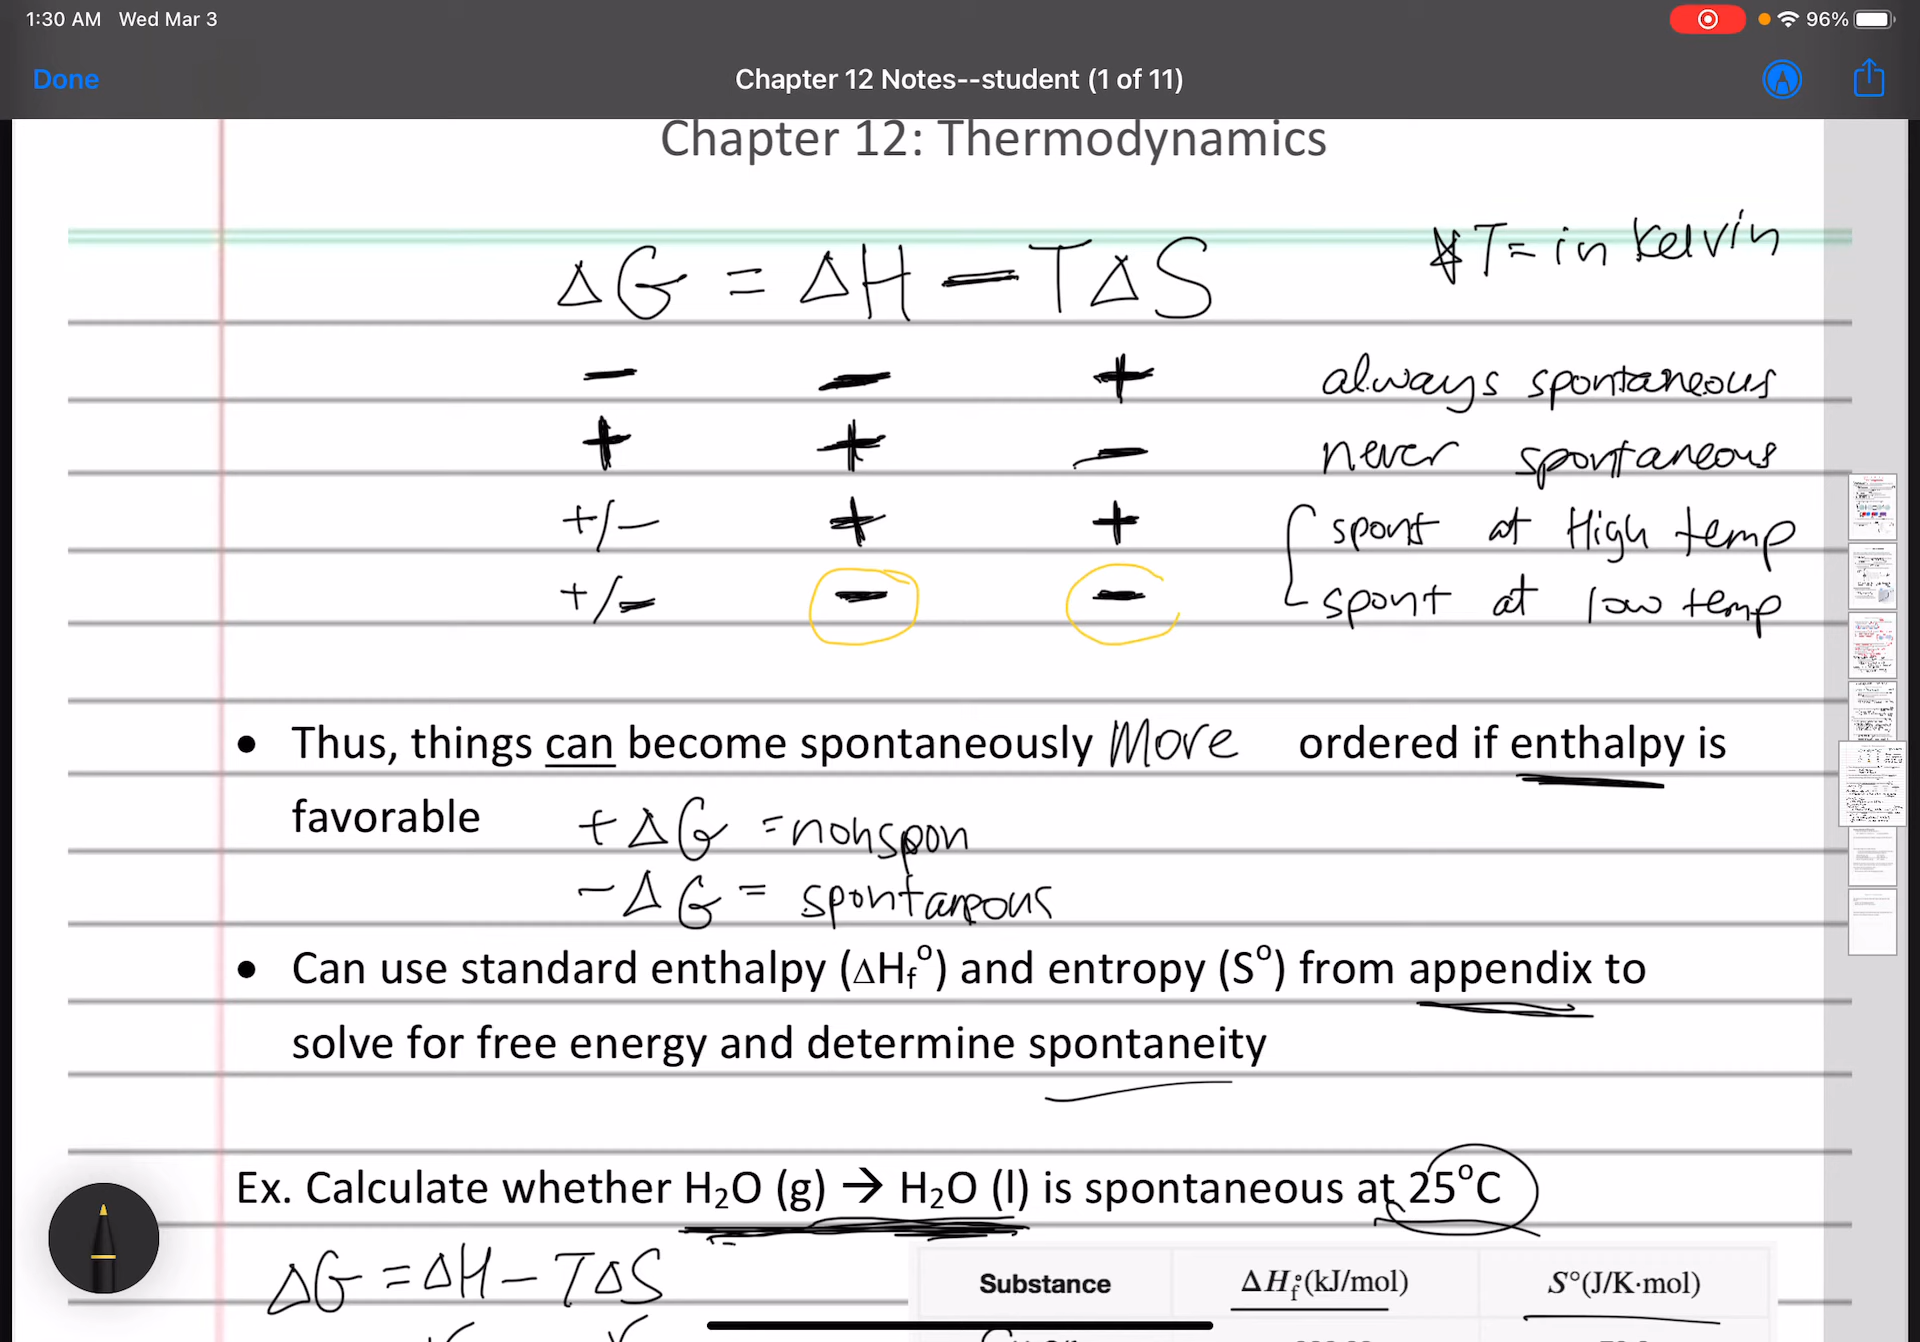 1:30 AM Wed Mar 3
96%
Done
Chapter 12 Notes--student (1 of 11)
Chapter 12: Thermodynamics
T = in Kelvin
ΔG = ΔH − TΔS
− − + always spontaneous
+ + − never spontaneous
+/− + + spont at High temp
+/− − − spont at low temp
• Thus, things can become spontaneously More ordered if enthalpy is
favorable
+ΔG = nonspon
−ΔG = spontaneous
• Can use standard enthalpy (ΔHf°) and entropy (S°) from appendix to
solve for free energy and determine spontaneity
Ex. Calculate whether H₂O (g) → H₂O (l) is spontaneous at 25°C
ΔG = ΔH − TΔS
Substance ΔHf°(kJ/mol) S°(J/K·mol)